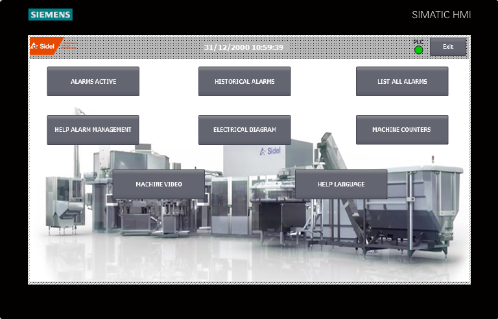 SIEMENS
SIMATIC HMI
Sidel
31/12/2000 10:59:39
PLC
Exit
ALARMS ACTIVE
HISTORICAL ALARMS
LIST ALL ALARMS
HELP ALARM MANAGEMENT
ELECTRICAL DIAGRAM
MACHINE COUNTERS
Sidel
MACHINE VIDEO
HELP LANGUAGE